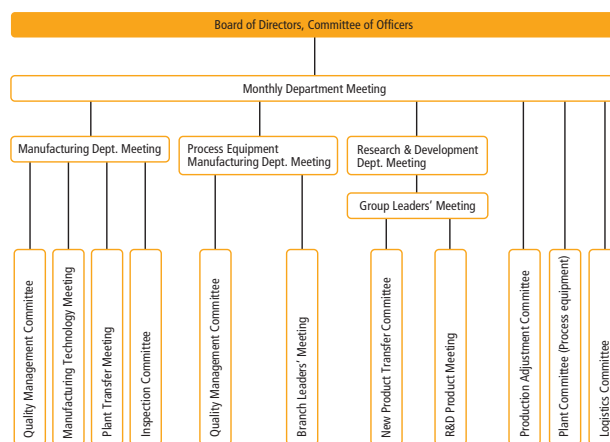 Board of Directors, Committee of Officers
Monthly Department Meeting
Manufacturing Dept. Meeting
Process Equipment
Manufacturing Dept. Meeting
Research & Development
Dept. Meeting
Group Leaders’ Meeting
Quality Management Committee
Manufacturing Technology Meeting
Plant Transfer Meeting
Inspection Committee
Quality Management Committee
Branch Leaders’ Meeting
New Product Transfer Committee
R&D Product Meeting
Production Adjustment Committee
Plant Committee (Process equipment)
Logistics Committee